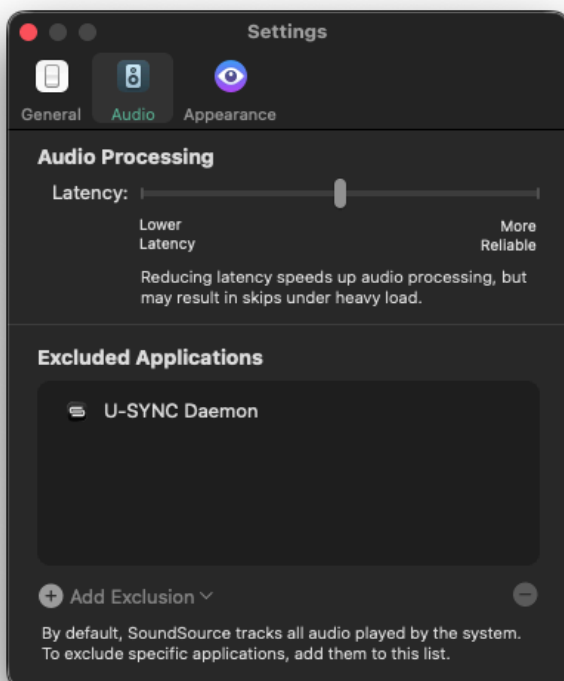 Settings
General
Audio
Appearance
Audio Processing
Latency:
Lower
Latency
More
Reliable
Reducing latency speeds up audio processing, but
may result in skips under heavy load.
Excluded Applications
U-SYNC Daemon
Add Exclusion
By default, SoundSource tracks all audio played by the system.
To exclude specific applications, add them to this list.